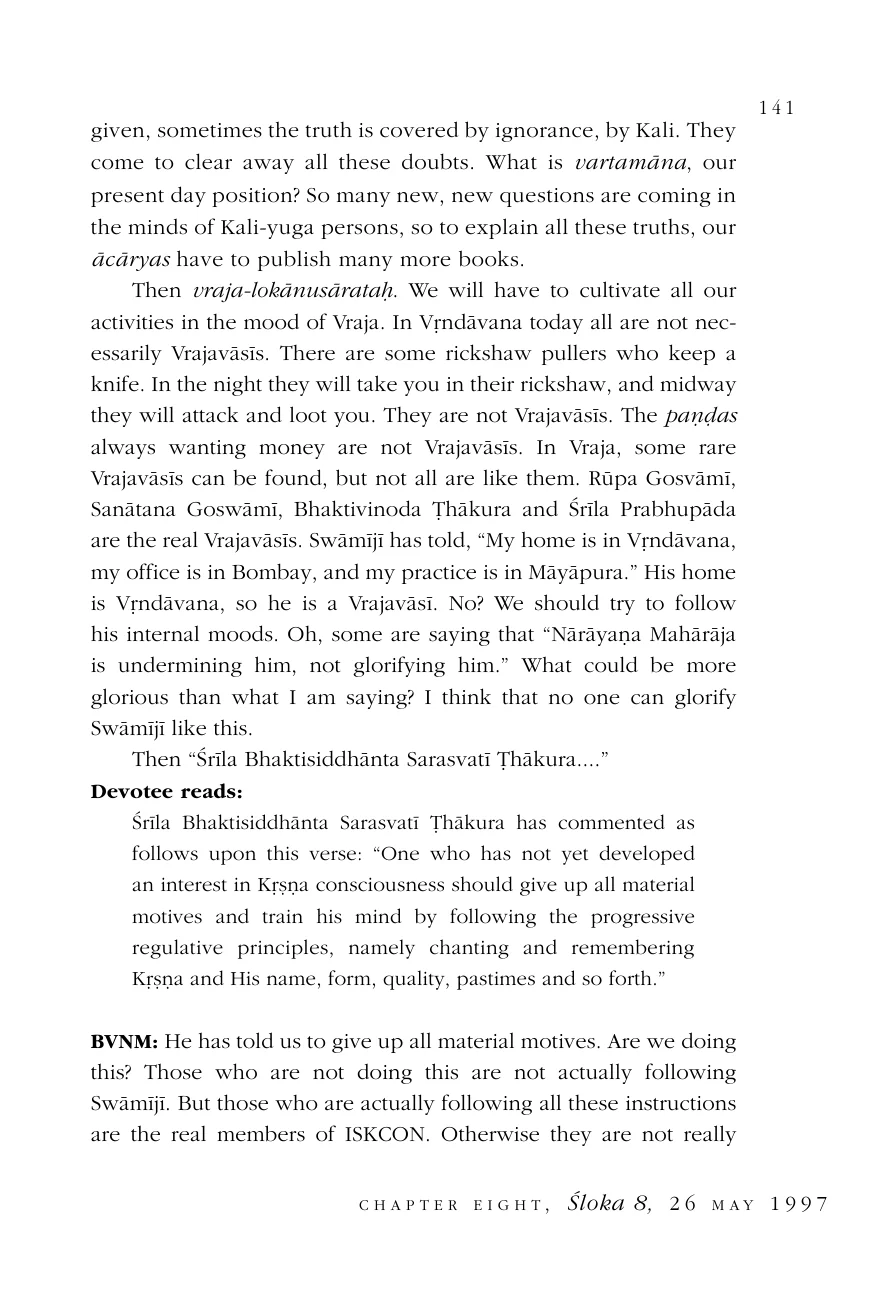 141
given, sometimes the truth is covered by ignorance, by Kali. They
come to clear away all these doubts. What is vartamāna, our
present day position? So many new, new questions are coming in
the minds of Kali-yuga persons, so to explain all these truths, our
ācāryas have to publish many more books.
Then vraja-lokānusārataḥ. We will have to cultivate all our
activities in the mood of Vraja. In Vṛndāvana today all are not nec-
essarily Vrajavāsīs. There are some rickshaw pullers who keep a
knife. In the night they will take you in their rickshaw, and midway
they will attack and loot you. They are not Vrajavāsīs. The paṇḍas
always wanting money are not Vrajavāsīs. In Vraja, some rare
Vrajavāsīs can be found, but not all are like them. Rūpa Gosvāmī,
Sanātana Goswāmī, Bhaktivinoda Ṭhākura and Śrīla Prabhupāda
are the real Vrajavāsīs. Swāmījī has told, “My home is in Vṛndāvana,
my office is in Bombay, and my practice is in Māyāpura.” His home
is Vṛndāvana, so he is a Vrajavāsī. No? We should try to follow
his internal moods. Oh, some are saying that “Nārāyaṇa Mahārāja
is undermining him, not glorifying him.” What could be more
glorious than what I am saying? I think that no one can glorify
Swāmījī like this.
Then “Śrīla Bhaktisiddhānta Sarasvatī Ṭhākura....”
Devotee reads:
Śrīla Bhaktisiddhānta Sarasvatī Ṭhākura has commented as
follows upon this verse: “One who has not yet developed
an interest in Kṛṣṇa consciousness should give up all material
motives and train his mind by following the progressive
regulative principles, namely chanting and remembering
Kṛṣṇa and His name, form, quality, pastimes and so forth.”
BVNM: He has told us to give up all material motives. Are we doing
this? Those who are not doing this are not actually following
Swāmījī. But those who are actually following all these instructions
are the real members of ISKCON. Otherwise they are not really
CHAPTER EIGHT, Śloka 8, 26 MAY 1997